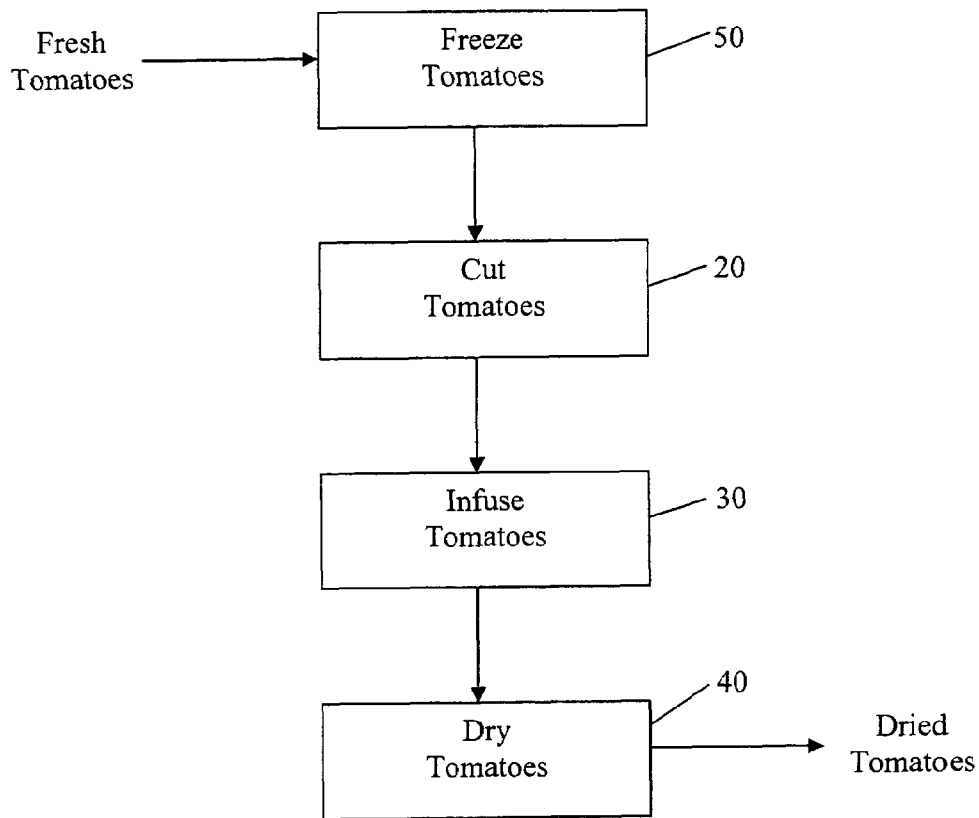 Fresh
Tomatoes
Freeze
Tomatoes
50
Cut
Tomatoes
20
Infuse
Tomatoes
30
Dry
Tomatoes
40
Dried
Tomatoes